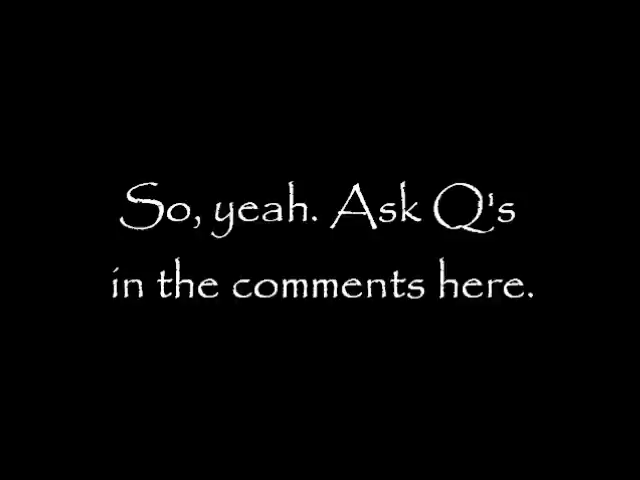 So, yeah. Ask Q's
in the comments here.